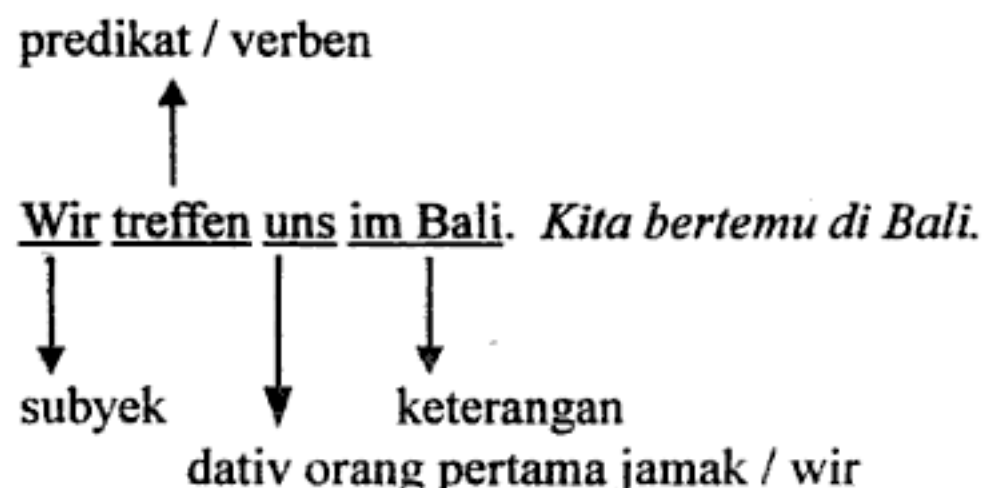 predikat / verben
Wir treffen uns im Bali. Kita bertemu di Bali.
subyek
keterangan
dativ orang pertama jamak / wir